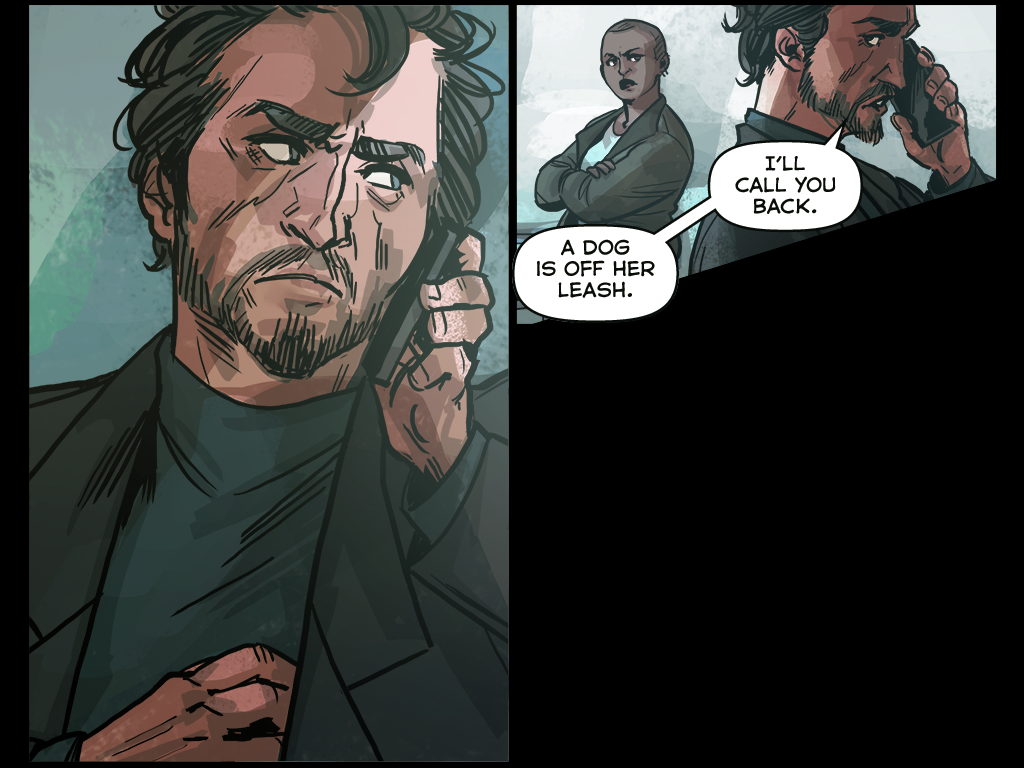 I'LL
CALL YOU
BACK.
A DOG
IS OFF HER
LEASH.